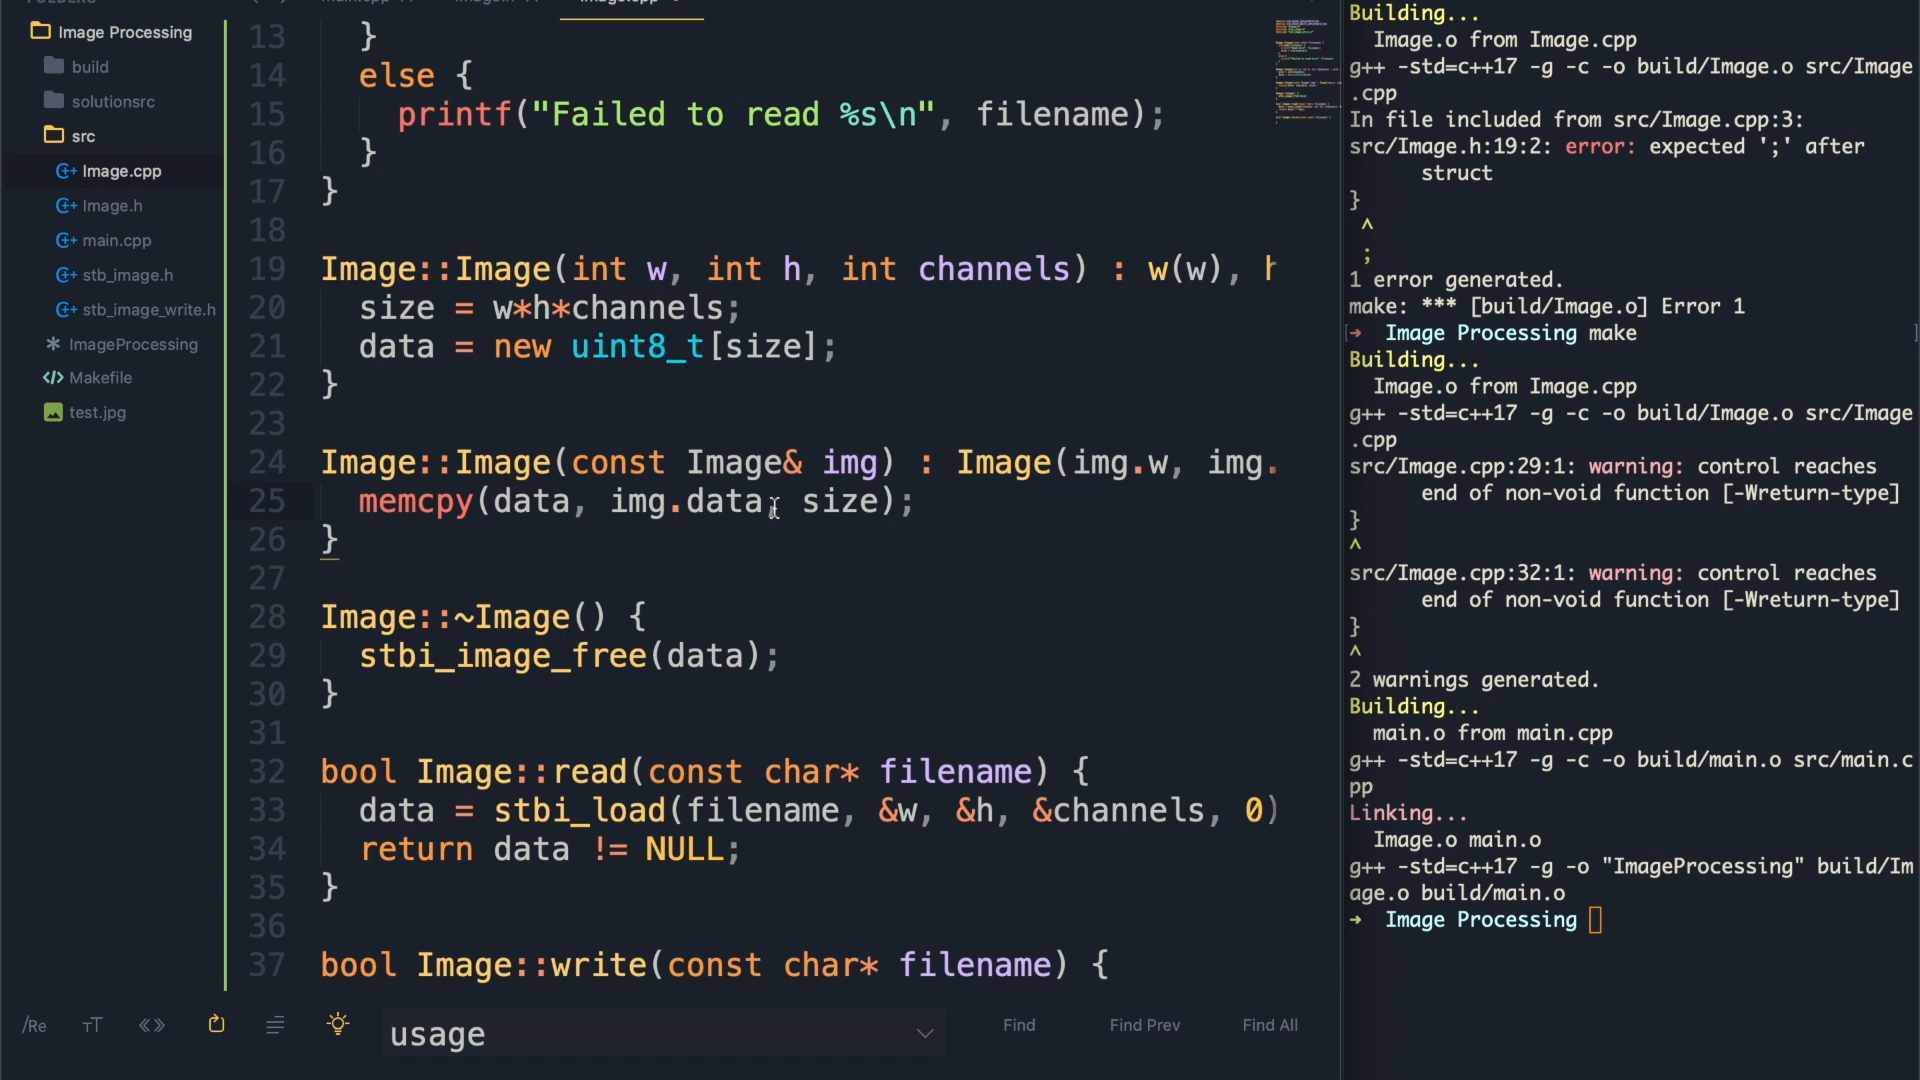 Image Processing
build
solutionsrc
src
Image.cpp
Image.h
main.cpp
stb_image.h
stb_image_write.h
ImageProcessing
Makefile
test.jpg
13 }
14 else {
15 printf("Failed to read %s\n", filename);
16 }
17 }
18
19 Image::Image(int w, int h, int channels) : w(w), h
20 size = w*h*channels;
21 data = new uint8_t[size];
22 }
23
24 Image::Image(const Image& img) : Image(img.w, img.
25 memcpy(data, img.data, size);
26 }
27
28 Image::~Image() {
29 stbi_image_free(data);
30 }
31
32 bool Image::read(const char* filename) {
33 data = stbi_load(filename, &w, &h, &channels, 0)
34 return data != NULL;
35 }
36
37 bool Image::write(const char* filename) {
/Re
TT
usage
Find
Find Prev
Find All
Building...
Image.o from Image.cpp
g++ -std=c++17 -g -c -o build/Image.o src/Image
.cpp
In file included from src/Image.cpp:3:
src/Image.h:19:2: error: expected ';' after
struct
}
^
;
1 error generated.
make: *** [build/Image.o] Error 1
[➜ Image Processing make ]
Building...
Image.o from Image.cpp
g++ -std=c++17 -g -c -o build/Image.o src/Image
.cpp
src/Image.cpp:29:1: warning: control reaches
end of non-void function [-Wreturn-type]
}
^
src/Image.cpp:32:1: warning: control reaches
end of non-void function [-Wreturn-type]
}
^
2 warnings generated.
Building...
main.o from main.cpp
g++ -std=c++17 -g -c -o build/main.o src/main.c
pp
Linking...
Image.o main.o
g++ -std=c++17 -g -o "ImageProcessing" build/Im
age.o build/main.o
➜ Image Processing